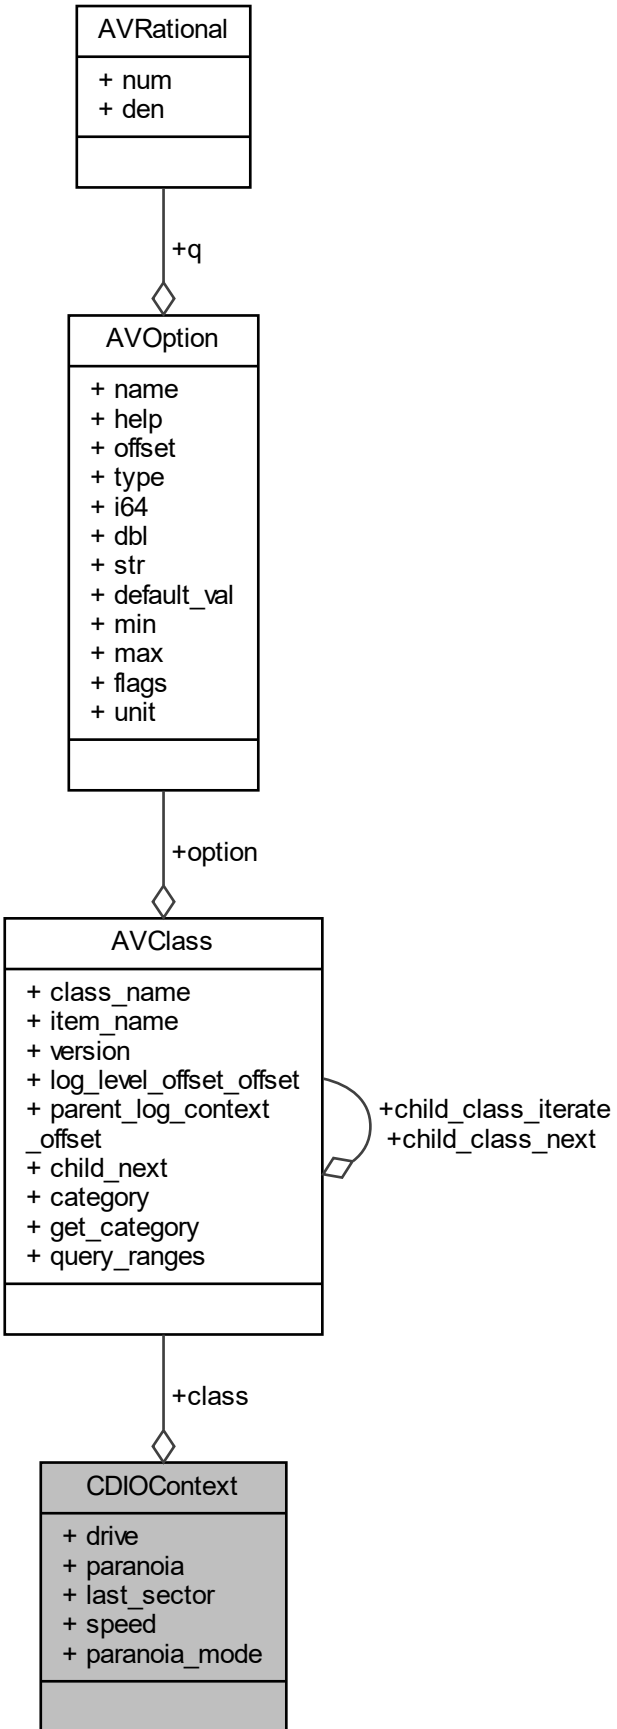 AVRational
+ num
+ den
+q
AVOption
+ name
+ help
+ offset
+ type
+ i64
+ dbl
+ str
+ default_val
+ min
+ max
+ flags
+ unit
+option
AVClass
+ class_name
+ item_name
+ version
+ log_level_offset_offset
+ parent_log_context
_offset
+ child_next
+ category
+ get_category
+ query_ranges
+child_class_iterate
+child_class_next
+class
CDIOContext
+ drive
+ paranoia
+ last_sector
+ speed
+ paranoia_mode